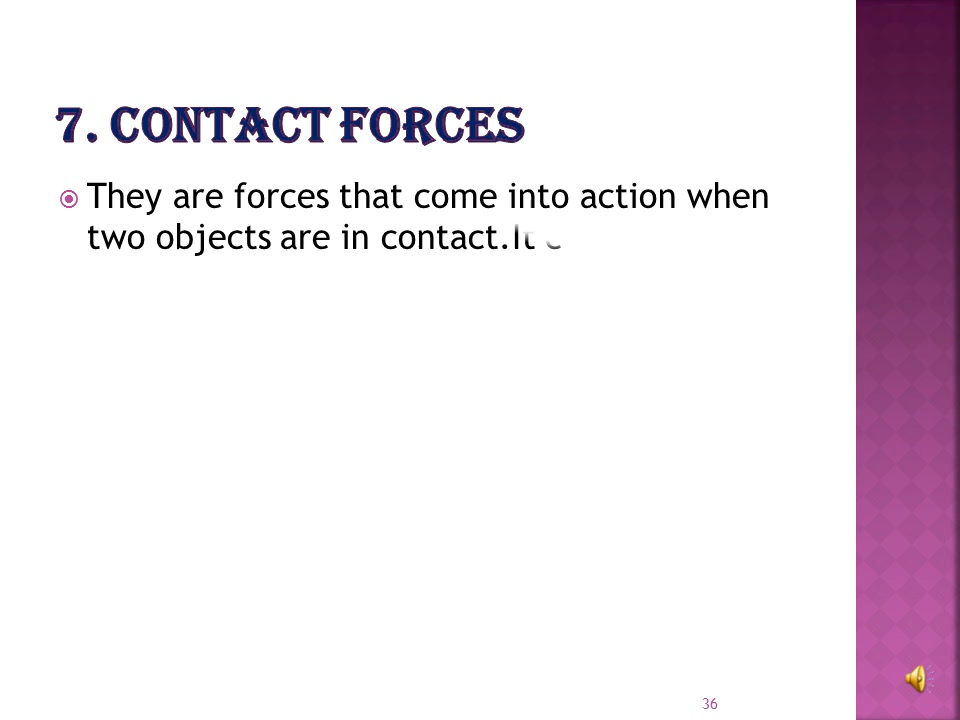 7. CONTACT FORCES
They are forces that come into action when
two objects are in contact.It
36